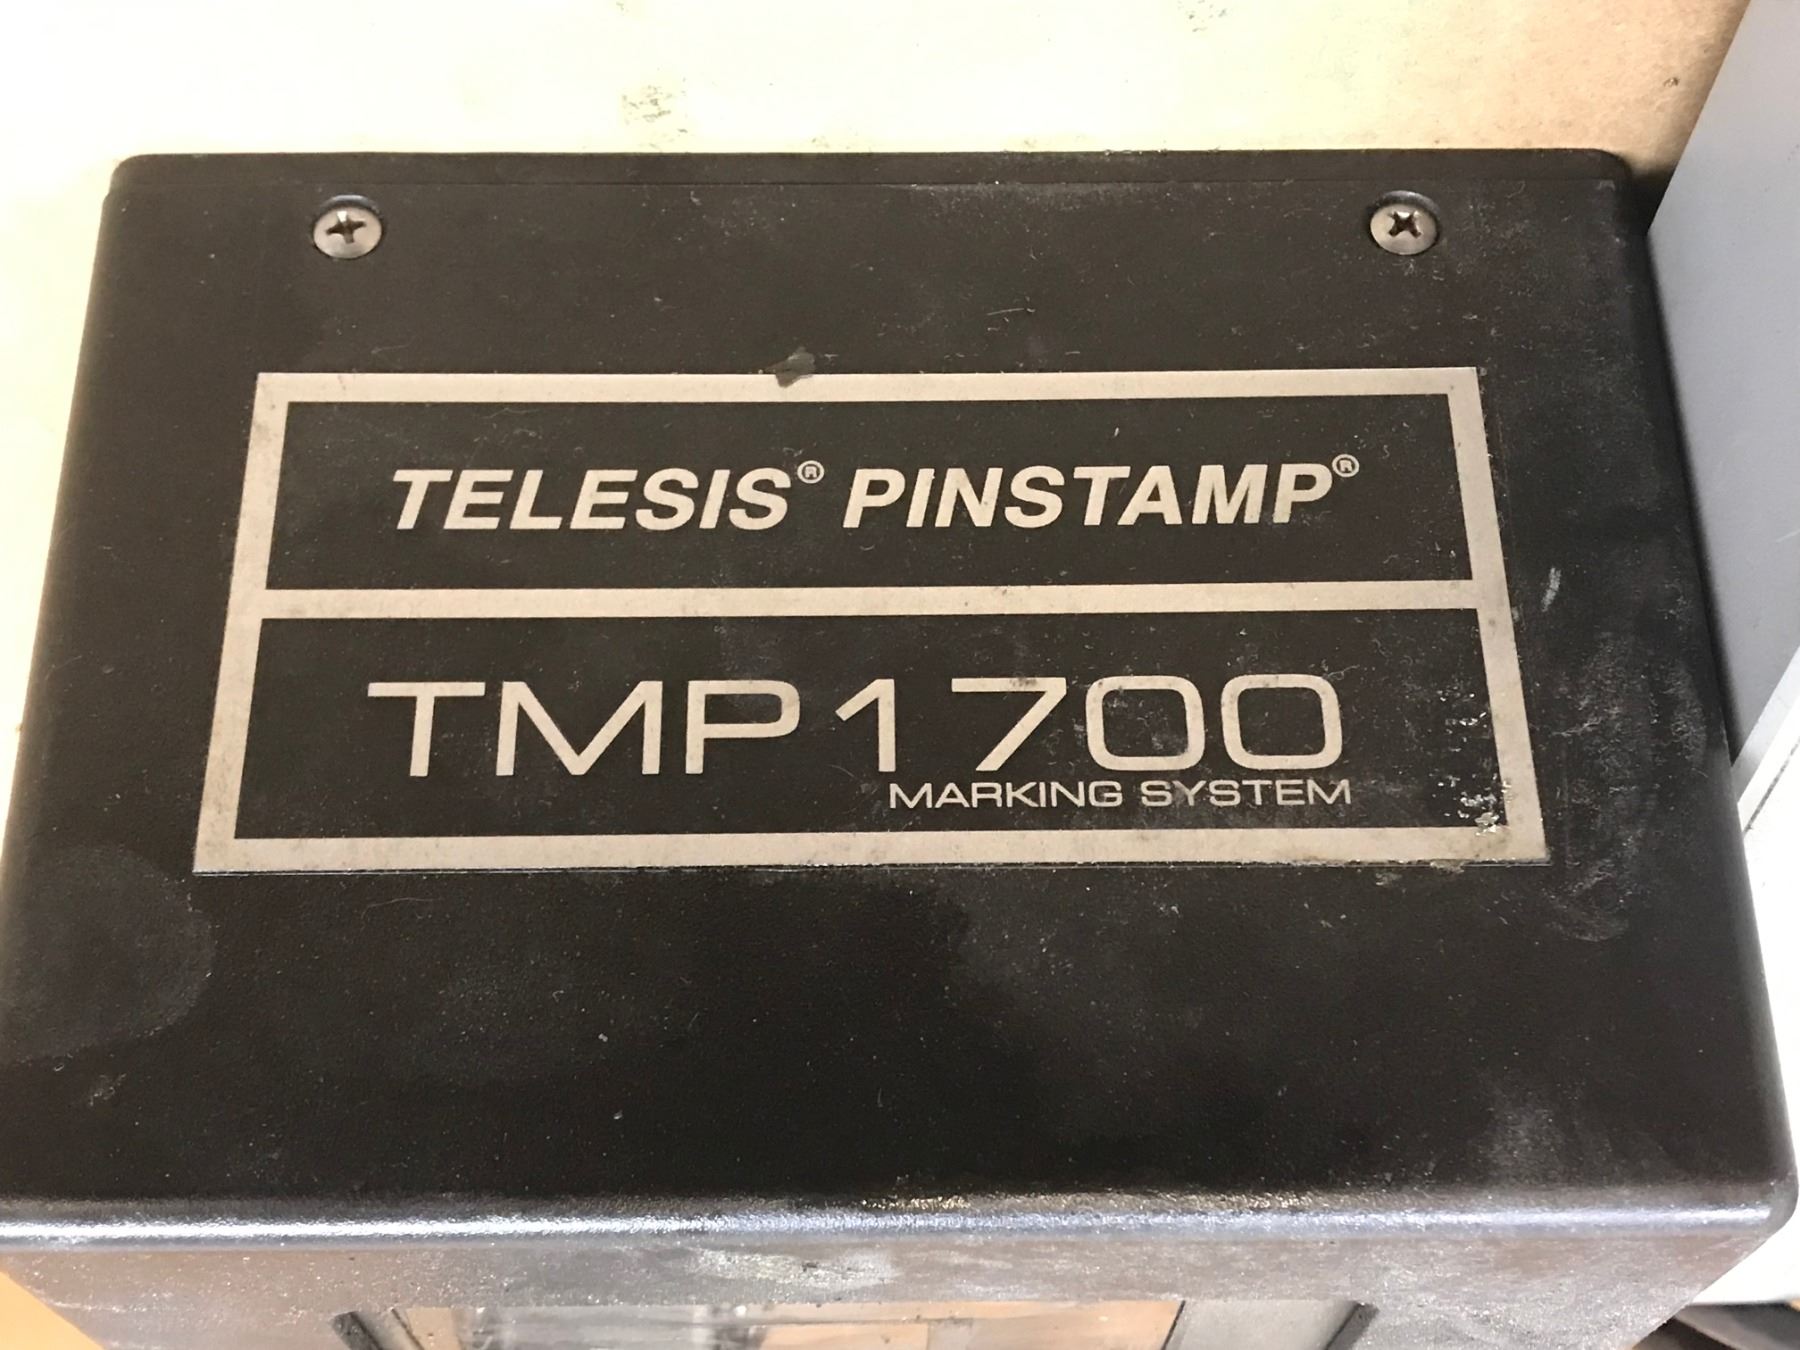 TELESIS® PINSTAMP®
TMP1700
MARKING SYSTEM